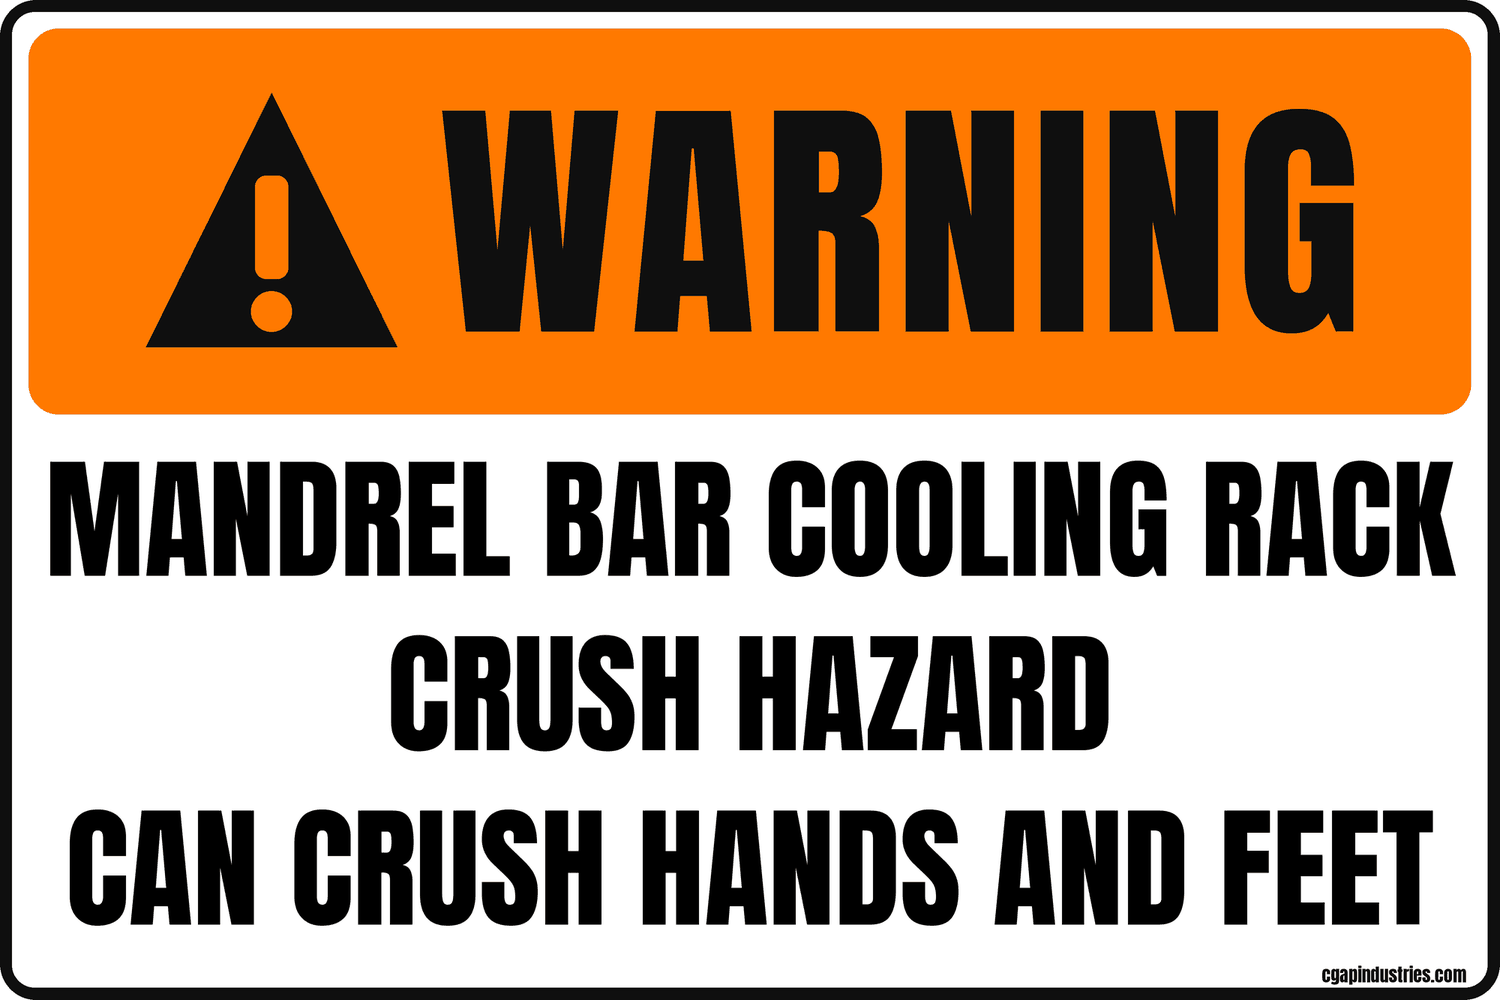 WARNING
MANDREL BAR COOLING RACK
CRUSH HAZARD
CAN CRUSH HANDS AND FEET
cgapindustries.com